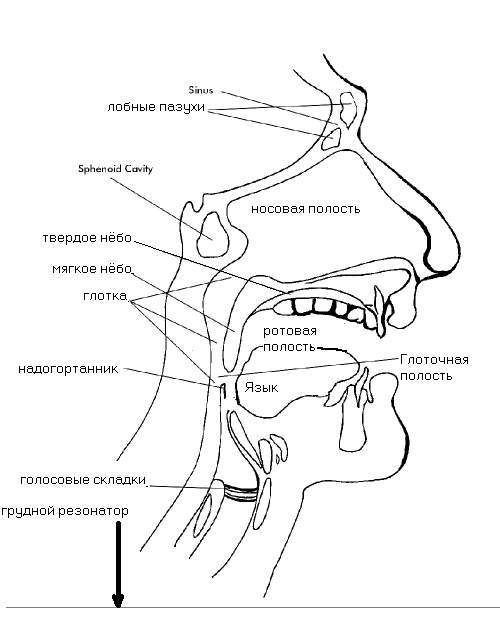 Sinus
лобные пазухи
Sphenoid Cavity
носовая полость
твердое нёбо
мягкое нёбо
глотка
ротовая
полость
Глоточная
полость
надогортанник
Язык
голосовые складки
грудной резонатор